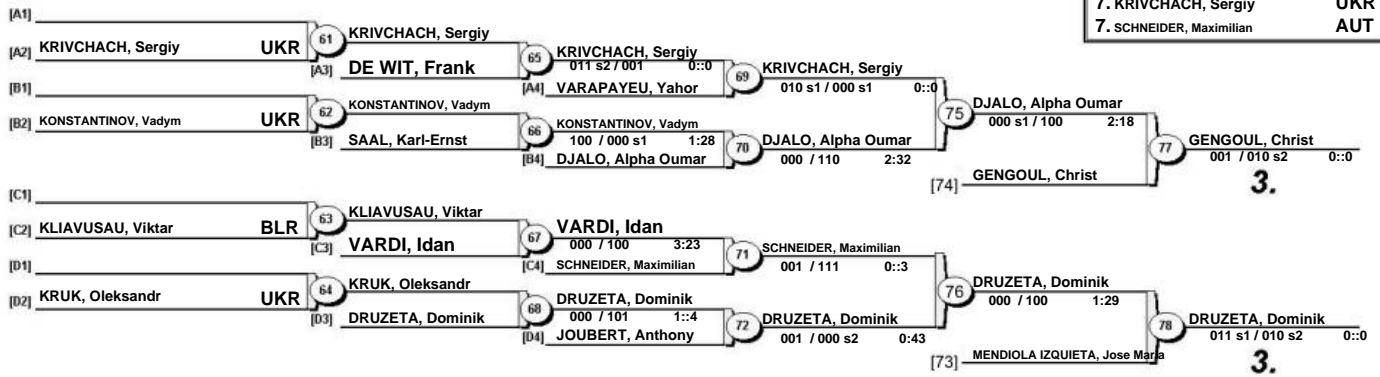 7. KRIVCHACH, Sergiy UKR
7. SCHNEIDER, Maximilian AUT
[A1]
[A2] KRIVCHACH, Sergiy UKR
61 KRIVCHACH, Sergiy
[A3] DE WIT, Frank
65 KRIVCHACH, Sergiy
011 s2 / 001 0::0
[A4] VARAPAYEU, Yahor
69 KRIVCHACH, Sergiy
010 s1 / 000 s1 0::0
[B1]
[B2] KONSTANTINOV, Vadym UKR
62 KONSTANTINOV, Vadym
[B3] SAAL, Karl-Ernst
66 KONSTANTINOV, Vadym
100 / 000 s1 1:28
[B4] DJALO, Alpha Oumar
70 DJALO, Alpha Oumar
000 / 110 2:32
75 DJALO, Alpha Oumar
000 s1 / 100 2:18
[74] GENGOUL, Christ
77 GENGOUL, Christ
001 / 010 s2 0::0
3.
[C1]
[C2] KLIAVUSAU, Viktar BLR
63 KLIAVUSAU, Viktar
[C3] VARDI, Idan
67 VARDI, Idan
000 / 100 3:23
[C4] SCHNEIDER, Maximilian
71 SCHNEIDER, Maximilian
001 / 111 0::3
[D1]
[D2] KRUK, Oleksandr UKR
64 KRUK, Oleksandr
[D3] DRUZETA, Dominik
68 DRUZETA, Dominik
000 / 101 1::4
[D4] JOUBERT, Anthony
72 DRUZETA, Dominik
001 / 000 s2 0:43
76 DRUZETA, Dominik
000 / 100 1:29
[73] MENDIOLA IZQUIETA, Jose Maria
78 DRUZETA, Dominik
011 s1 / 010 s2 0::0
3.